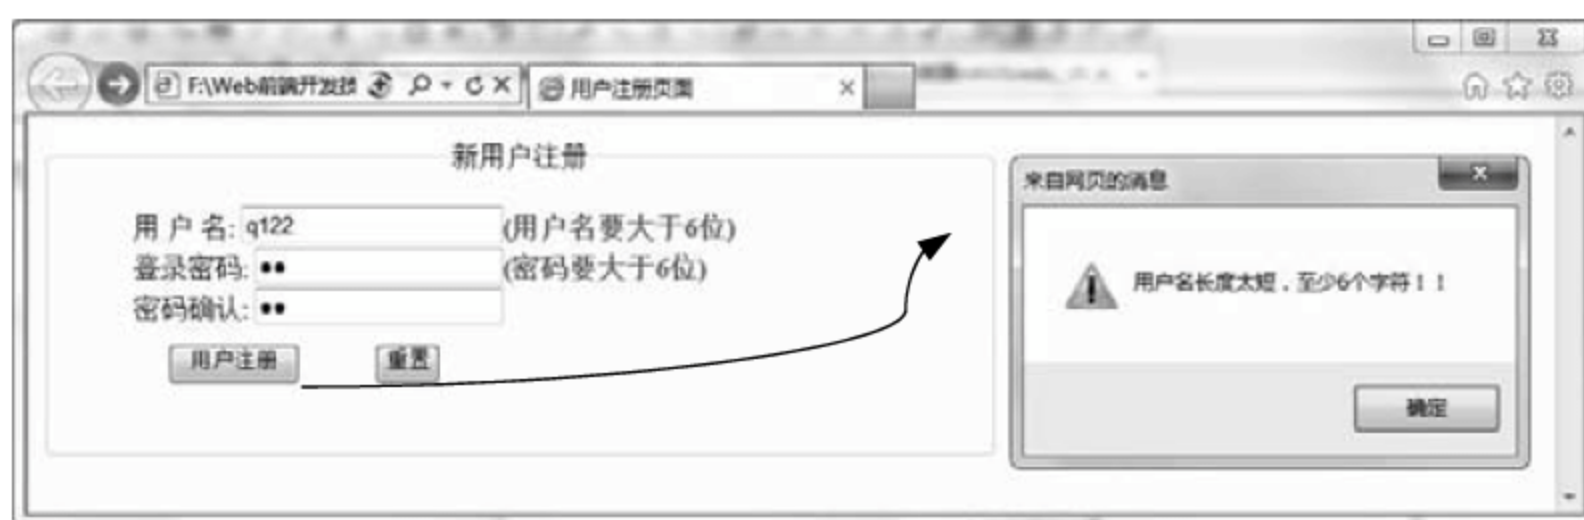 F:\Web前端开发技
用户注册页面
新用户注册
用 户 名: q122 (用户名要大于6位)
登录密码: •• (密码要大于6位)
密码确认: ••
用户注册 重置
来自网页的消息
用户名长度太短，至少6个字符！！
确定